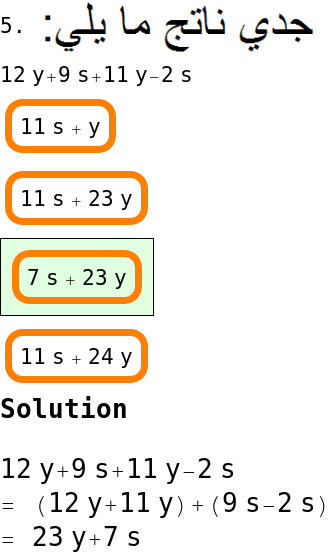 5. جدي ناتج ما يلي:
12 y+9 s+11 y−2 s
11 s + y
11 s + 23 y
7 s + 23 y
11 s + 24 y
Solution
12 y+9 s+11 y−2 s
= (12 y+11 y) + (9 s−2 s)
= 23 y+7 s